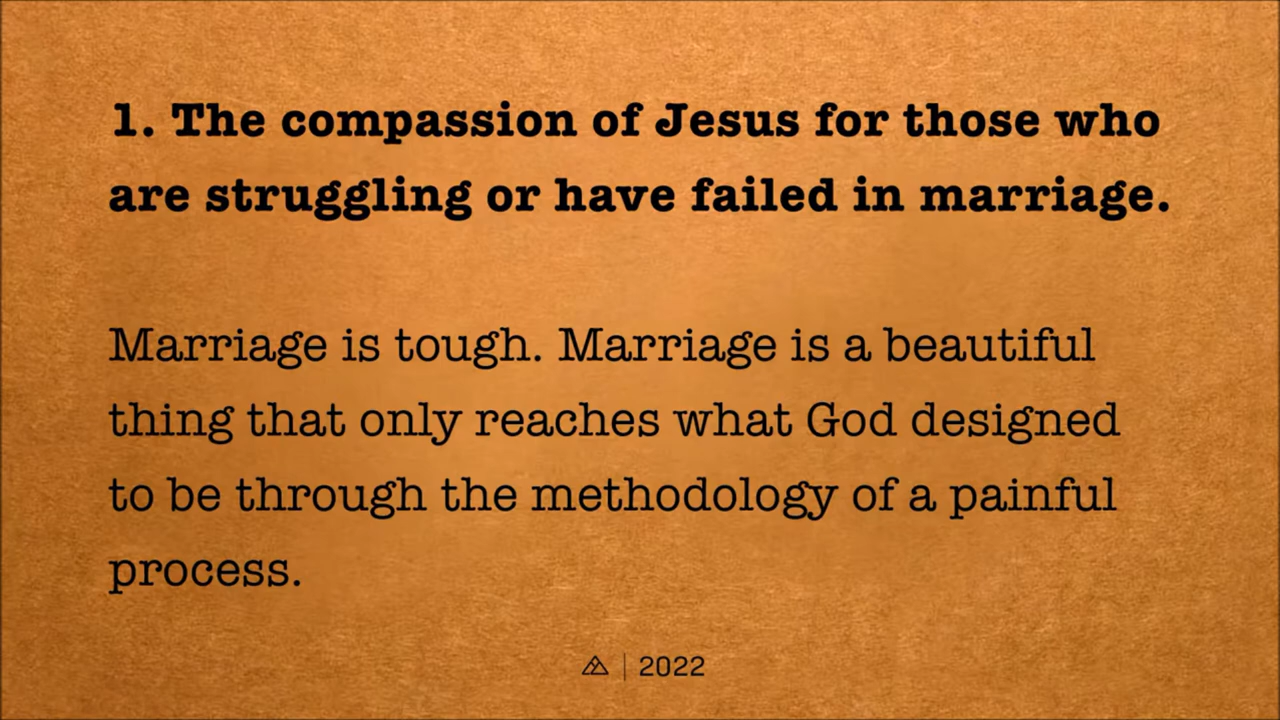 1. The compassion of Jesus for those who
are struggling or have failed in marriage.
Marriage is tough. Marriage is a beautiful
thing that only reaches what God designed
to be through the methodology of a painful
process.
2022